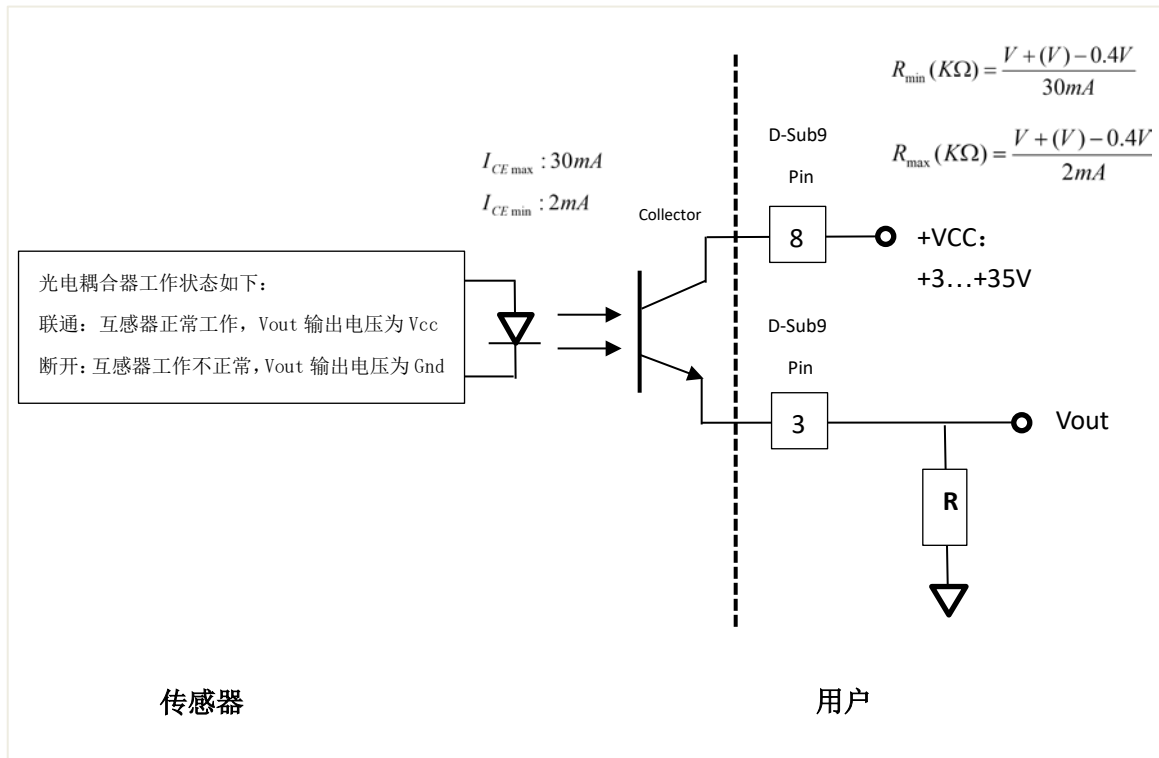 R_min (KΩ) = (V + (V) − 0.4V) / 30mA
D-Sub9
Pin
R_max (KΩ) = (V + (V) − 0.4V) / 2mA
I_CE max : 30mA
I_CE min : 2mA
Collector
8
+VCC：
+3…+35V
光电耦合器工作状态如下：
联通：互感器正常工作，Vout 输出电压为 Vcc
断开：互感器工作不正常，Vout 输出电压为 Gnd
D-Sub9
Pin
3
Vout
R
传感器
用户